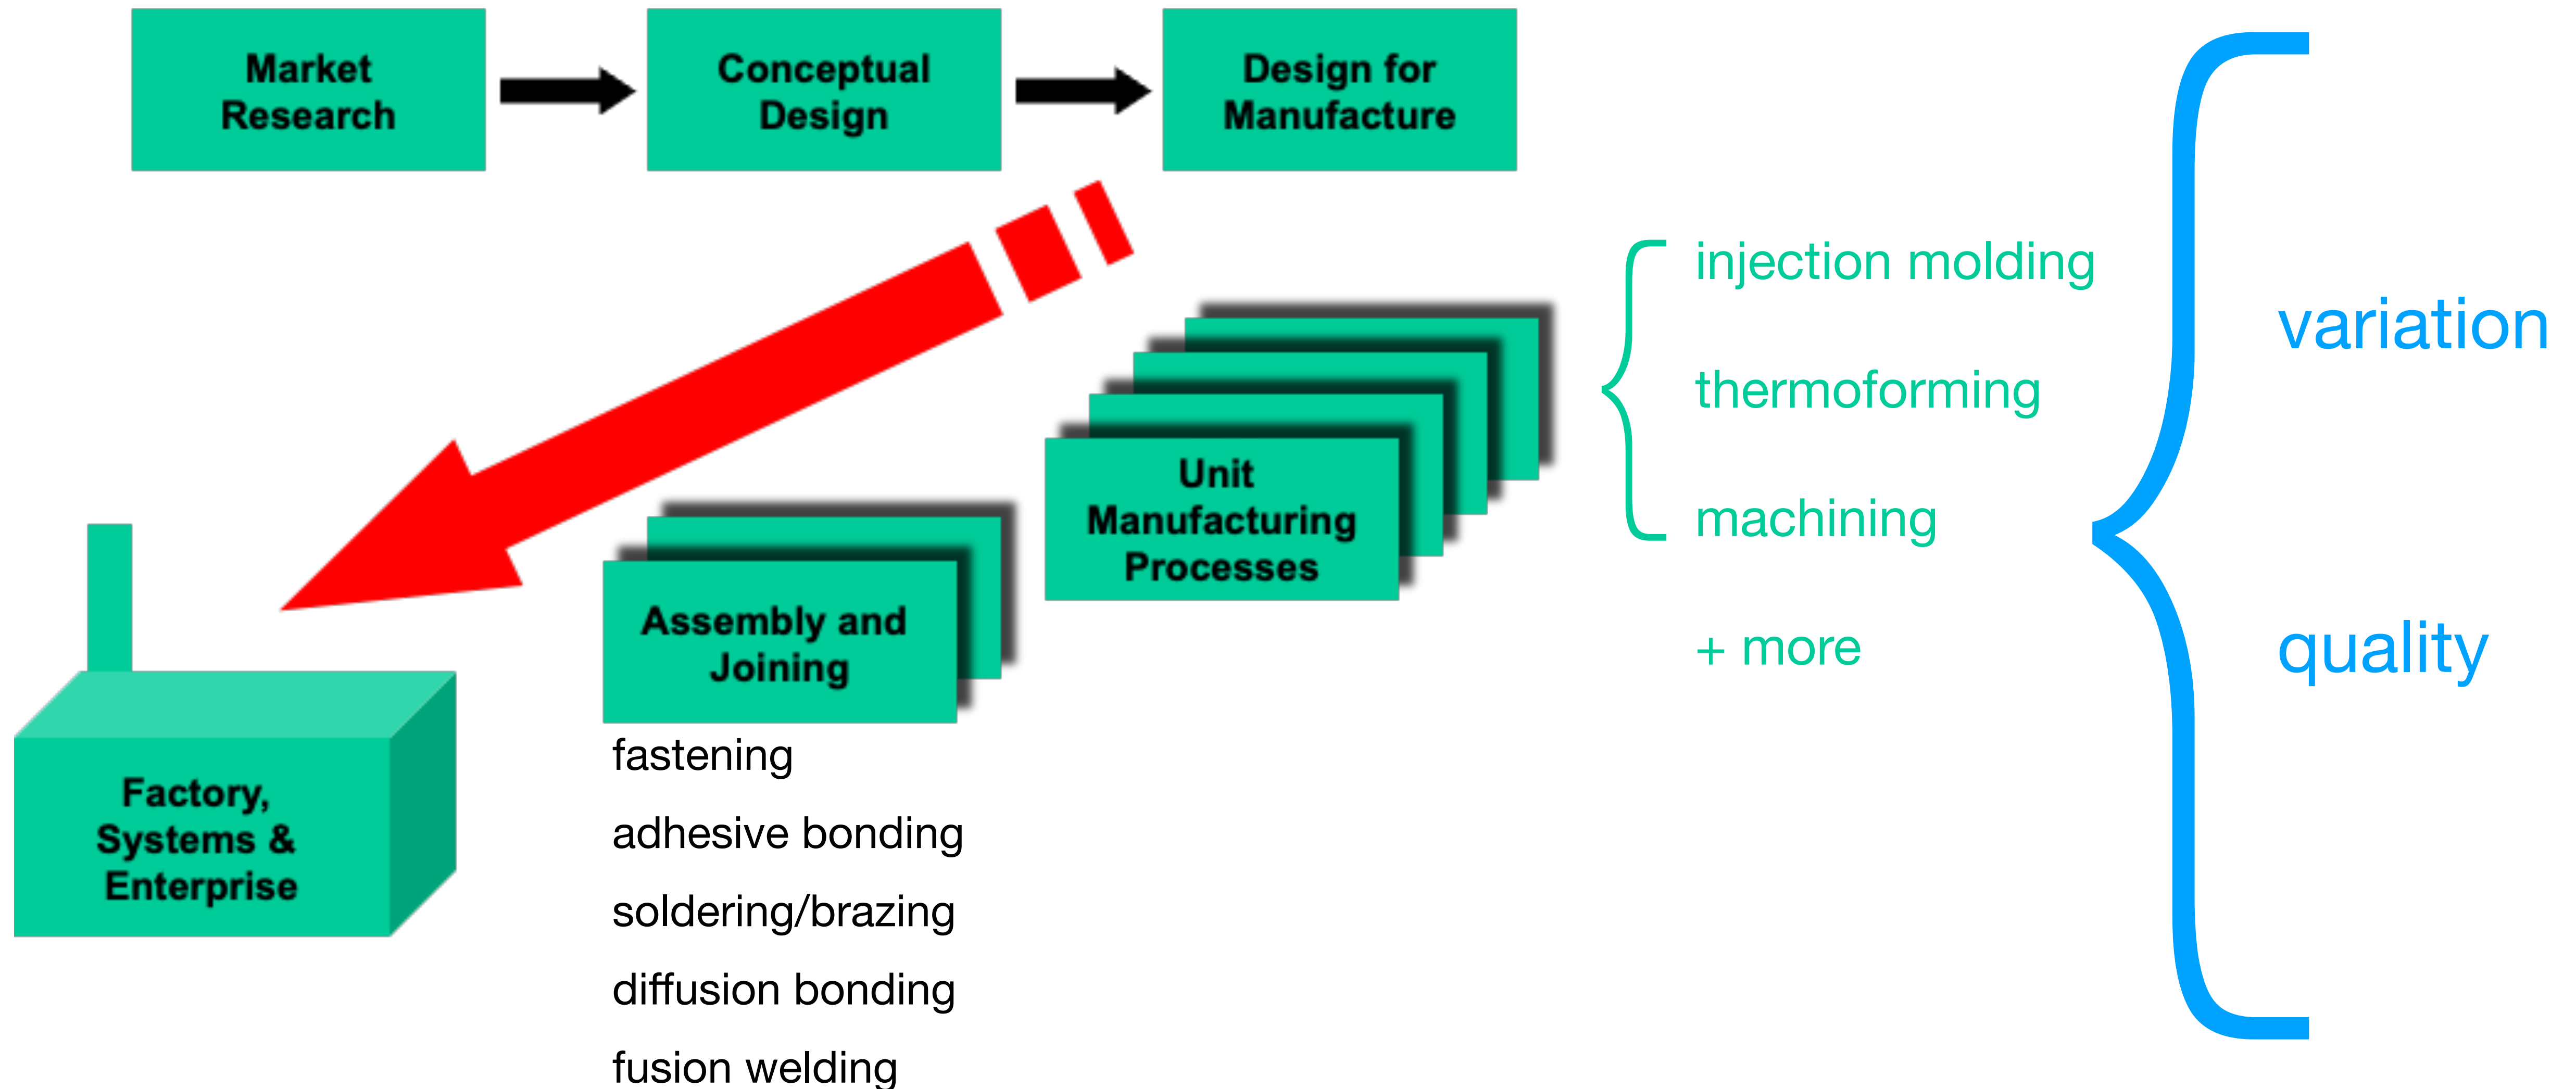 Market
Research
Conceptual
Design
Design for
Manufacture
injection molding
thermoforming
machining
+ more
variation
quality
Unit
Manufacturing
Processes
Assembly and
Joining
fastening
adhesive bonding
soldering/brazing
diffusion bonding
fusion welding
Factory,
Systems &
Enterprise